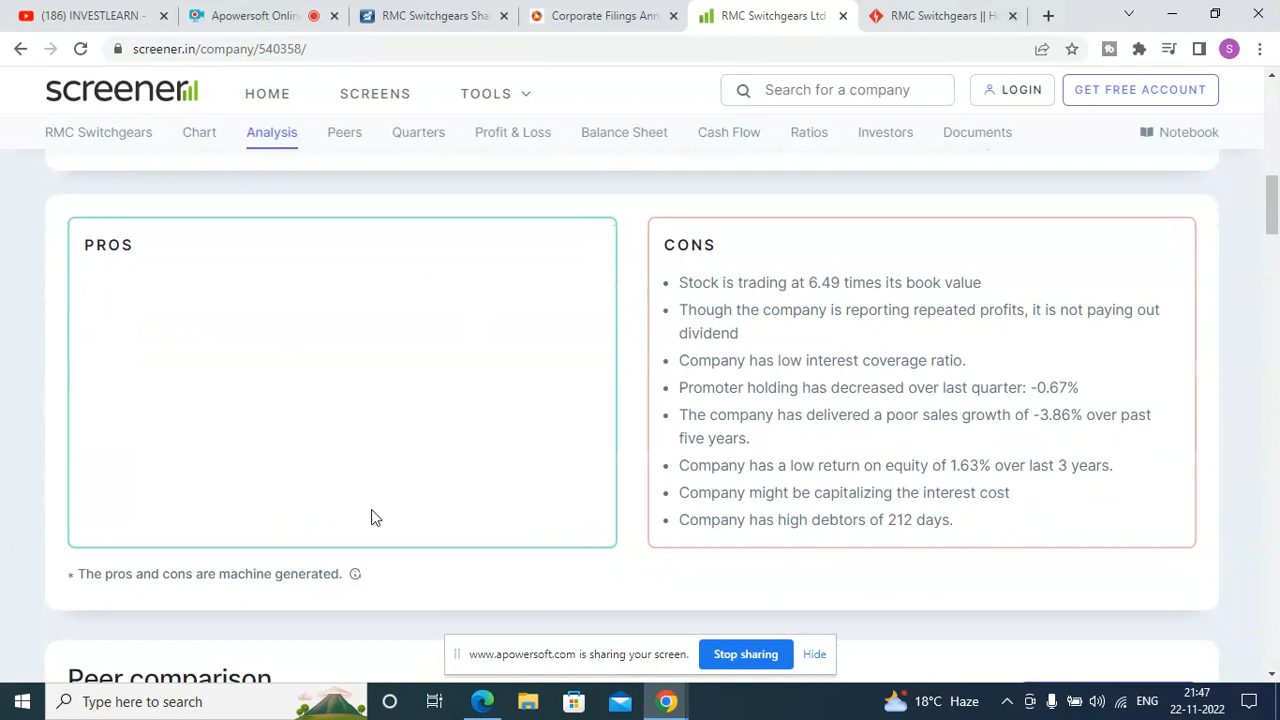 (186) INVESTLEARN -
Apowersoft Onlin
RMC Switchgears Sha
Corporate Filings Ann
RMC Switchgears Ltd
RMC Switchgears || Ho
screener.in/company/540358/
S
screener
HOME
SCREENS
TOOLS
Search for a company
LOGIN
GET FREE ACCOUNT
RMC Switchgears
Chart
Analysis
Peers
Quarters
Profit & Loss
Balance Sheet
Cash Flow
Ratios
Investors
Documents
Notebook
PROS
CONS
Stock is trading at 6.49 times its book value
Though the company is reporting repeated profits, it is not paying out
dividend
Company has low interest coverage ratio.
Promoter holding has decreased over last quarter: -0.67%
The company has delivered a poor sales growth of -3.86% over past
five years.
Company has a low return on equity of 1.63% over last 3 years.
Company might be capitalizing the interest cost
Company has high debtors of 212 days.
* The pros and cons are machine generated.
www.apowersoft.com is sharing your screen.
Stop sharing
Hide
Peer comparison
Type here to search
18°C Haze
ENG
21:47
22-11-2022